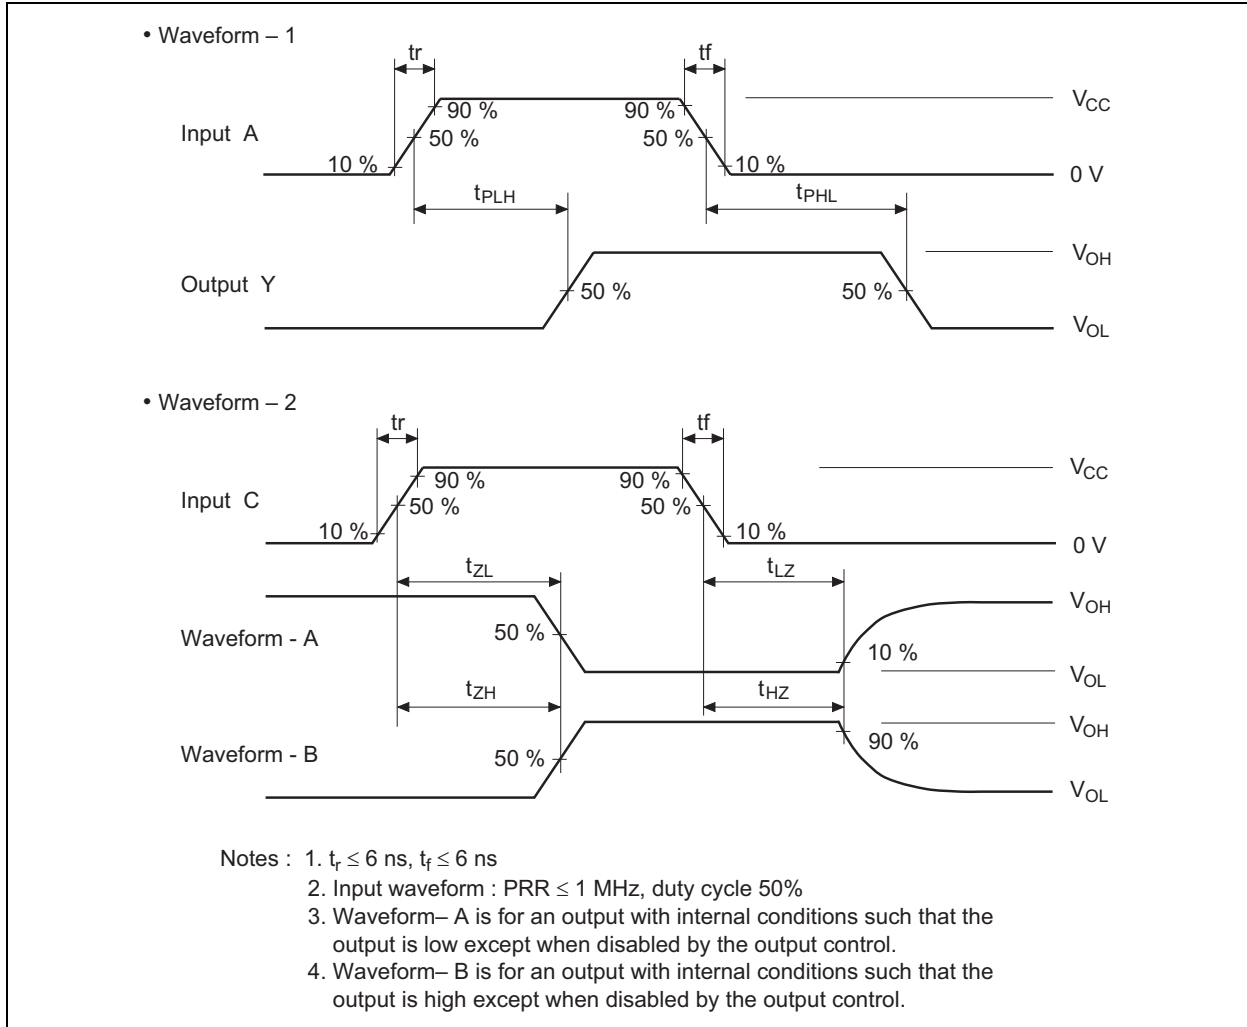 • Waveform – 1
tr
tf
90 %
90 %
V_CC
Input A
50 %
50 %
10 %
10 %
0 V
t_PLH
t_PHL
V_OH
Output Y
50 %
50 %
V_OL
• Waveform – 2
tr
tf
90 %
90 %
V_CC
Input C
50 %
50 %
10 %
10 %
0 V
t_ZL
t_LZ
V_OH
Waveform - A
50 %
10 %
V_OL
t_ZH
t_HZ
V_OH
Waveform - B
50 %
90 %
V_OL
Notes : 1. t_r ≤ 6 ns, t_f ≤ 6 ns
2. Input waveform : PRR ≤ 1 MHz, duty cycle 50%
3. Waveform– A is for an output with internal conditions such that the
output is low except when disabled by the output control.
4. Waveform– B is for an output with internal conditions such that the
output is high except when disabled by the output control.